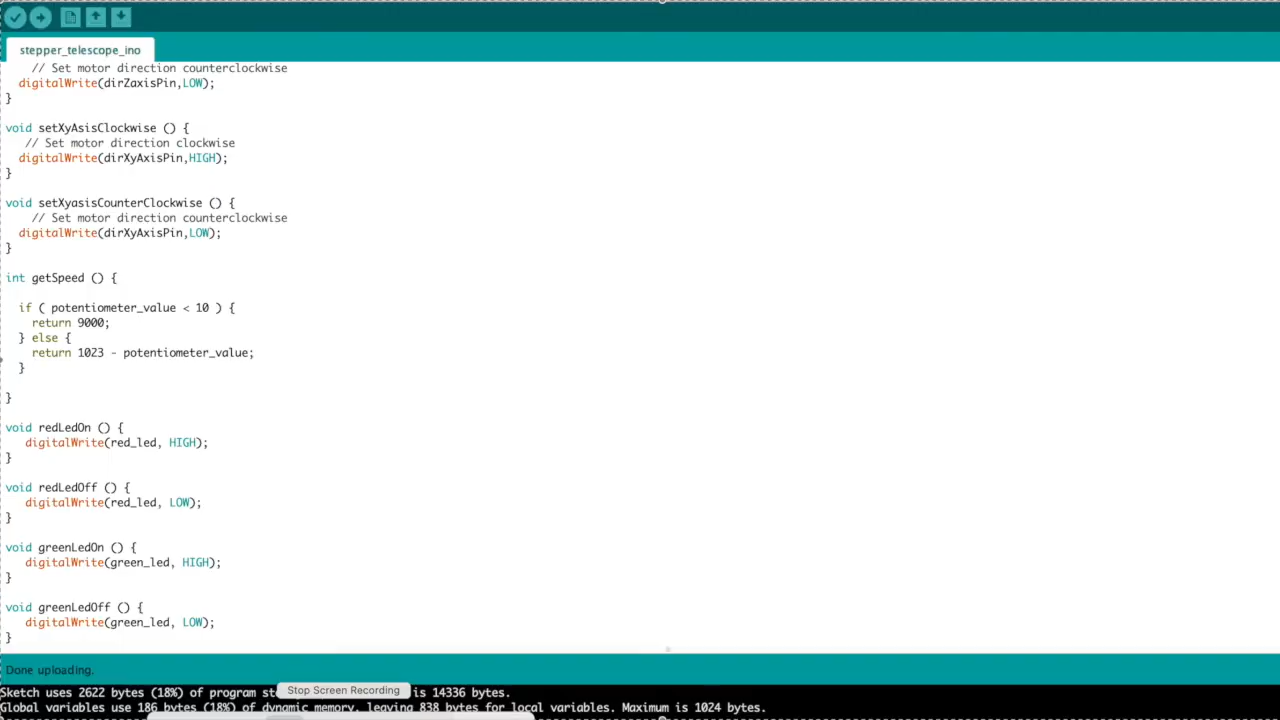 stepper_telescope_ino
// Set motor direction counterclockwise
digitalWrite(dirZaxisPin,LOW);
}
void setXyAsisClockwise () {
// Set motor direction clockwise
digitalWrite(dirXyAxisPin,HIGH);
}
void setXyasisCounterClockwise () {
// Set motor direction counterclockwise
digitalWrite(dirXyAxisPin,LOW);
}
int getSpeed () {
if ( potentiometer_value < 10 ) {
return 9000;
} else {
return 1023 - potentiometer_value;
}
}
void redLedOn () {
digitalWrite(red_led, HIGH);
}
void redLedOff () {
digitalWrite(red_led, LOW);
}
void greenLedOn () {
digitalWrite(green_led, HIGH);
}
void greenLedOff () {
digitalWrite(green_led, LOW);
}
Done uploading.
Sketch uses 2622 bytes (18%) of program is 14336 bytes.
Stop Screen Recording
Global variables use 186 bytes (18%) of dynamic memory, leaving 838 bytes for local variables. Maximum is 1024 bytes.